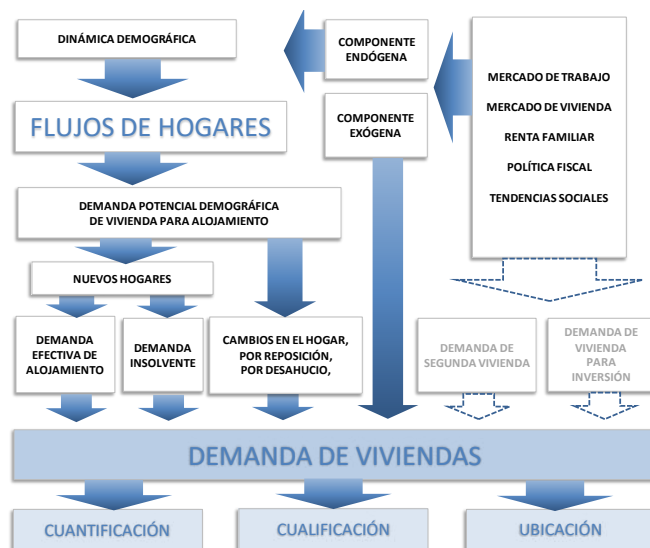 DINÁMICA DEMOGRÁFICA
COMPONENTE
ENDÓGENA
MERCADO DE TRABAJO
MERCADO DE VIVIENDA
RENTA FAMILIAR
POLÍTICA FISCAL
TENDENCIAS SOCIALES
FLUJOS DE HOGARES
COMPONENTE
EXÓGENA
DEMANDA POTENCIAL DEMOGRÁFICA
DE VIVIENDA PARA ALOJAMIENTO
NUEVOS HOGARES
DEMANDA
EFECTIVA DE
ALOJAMIENTO
DEMANDA
INSOLVENTE
CAMBIOS EN EL HOGAR,
POR REPOSICIÓN,
POR DESAHUCIO,
DEMANDA DE
SEGUNDA VIVIENDA
DEMANDA DE
VIVIENDA
PARA
INVERSIÓN
DEMANDA DE VIVIENDAS
CUANTIFICACIÓN
CUALIFICACIÓN
UBICACIÓN